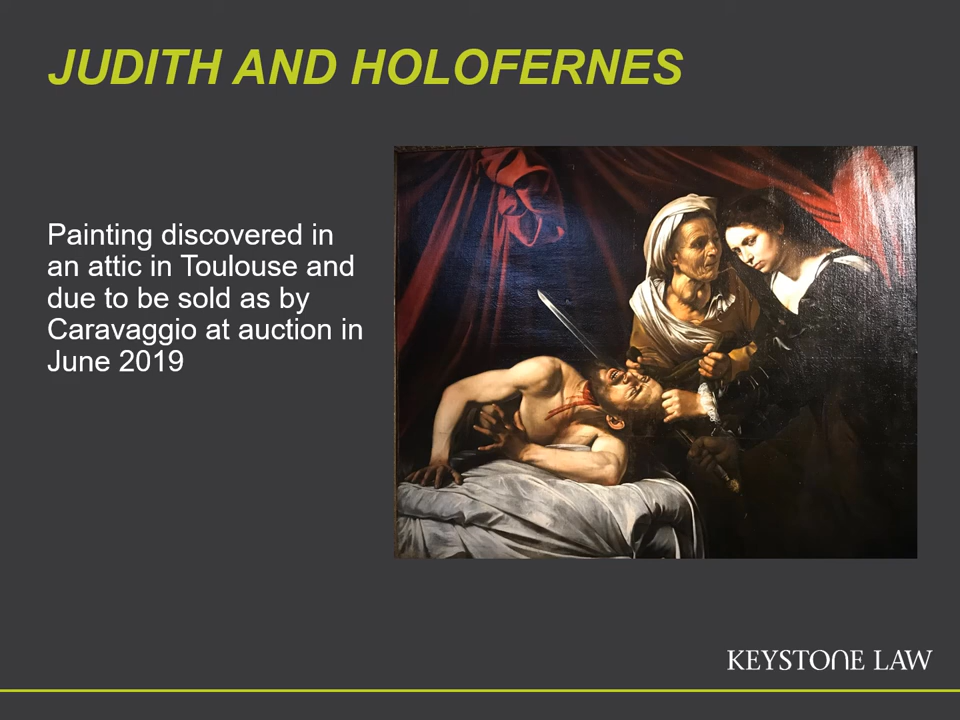 JUDITH AND HOLOFERNES
Painting discovered in
an attic in Toulouse and
due to be sold as by
Caravaggio at auction in
June 2019
KEYSTONE LAW